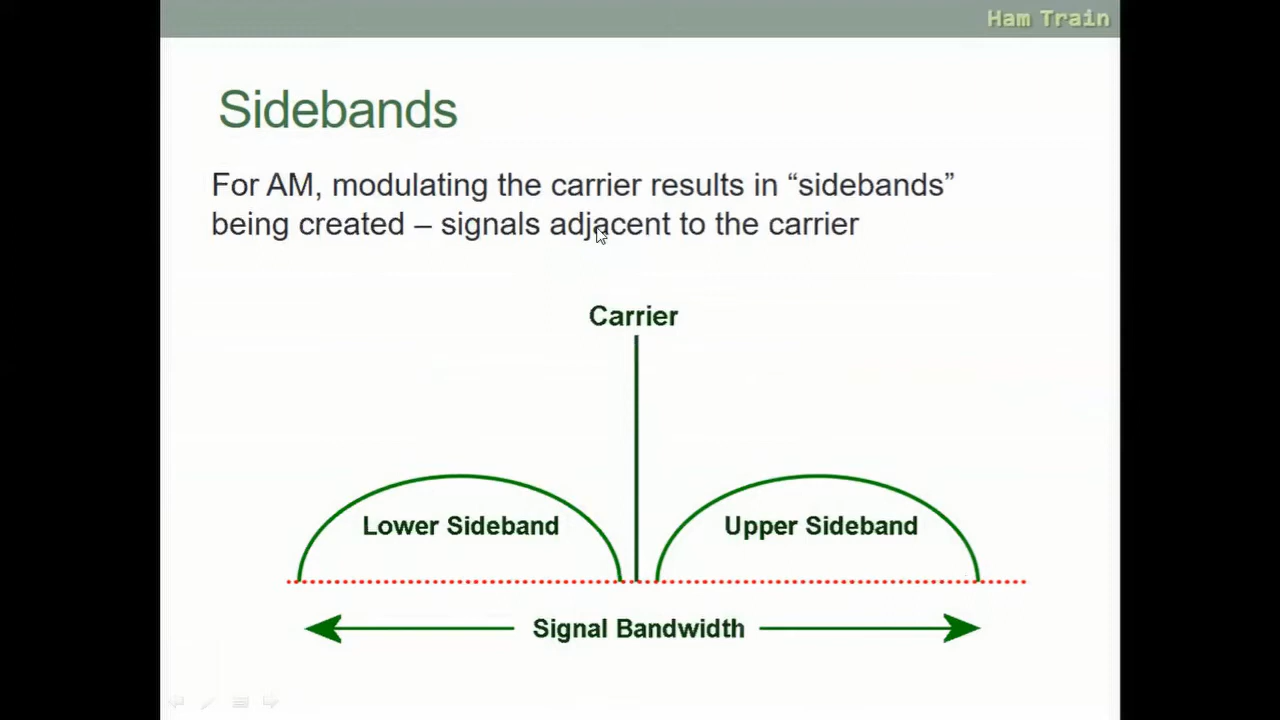 Ham Train
Sidebands
For AM, modulating the carrier results in “sidebands”
being created – signals adjacent to the carrier
Carrier
Lower Sideband
Upper Sideband
Signal Bandwidth